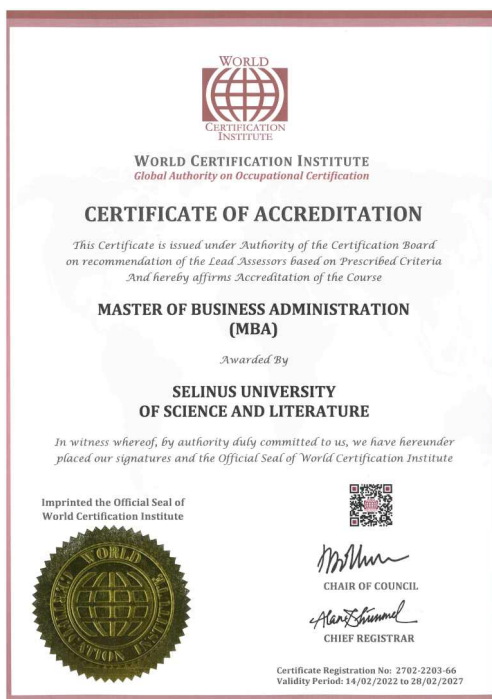 WORLD
CERTIFICATION
INSTITUTE
WORLD CERTIFICATION INSTITUTE
Global Authority on Occupational Certification
CERTIFICATE OF ACCREDITATION
This Certificate is issued under Authority of the Certification Board
on recommendation of the Lead Assessors based on Prescribed Criteria
And hereby affirms Accreditation of the Course
MASTER OF BUSINESS ADMINISTRATION
(MBA)
Awarded By
SELINUS UNIVERSITY
OF SCIENCE AND LITERATURE
In witness whereof, by authority duly committed to us, we have hereunder
placed our signatures and the Official Seal of World Certification Institute
Imprinted the Official Seal of
World Certification Institute
WORLD CERTIFICATION INSTITUTE
CHAIR OF COUNCIL
CHIEF REGISTRAR
Certificate Registration No: 2702-2203-66
Validity Period: 14/02/2022 to 28/02/2027